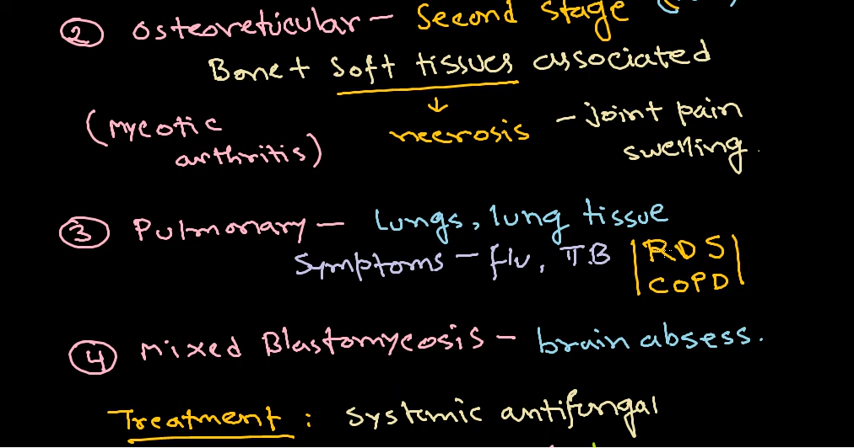 ② Osteoreticular - Second Stage
Bone + Soft tissues associated
↓
(Mycotic arthritis) necrosis - joint pain
swelling.
③ Pulmonary - Lungs, lung tissue
Symptoms - flu, T.B |RDS
COPD|
④ Mixed Blastomycosis - brain absess.
Treatment : Systemic antifungal